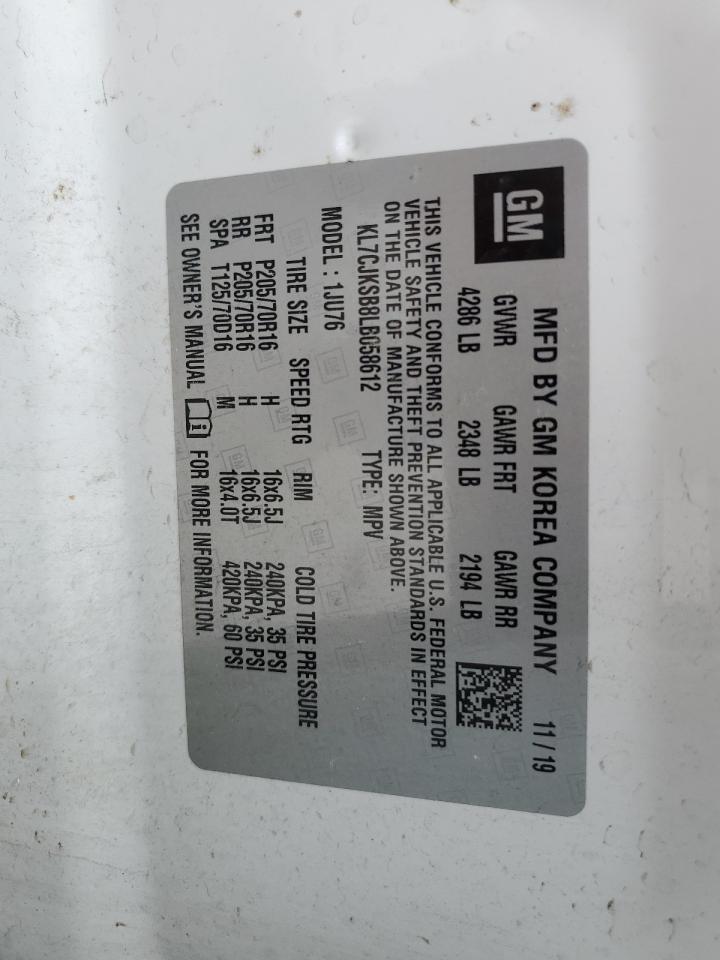 GM
MFD BY GM KOREA COMPANY 11/19
GVWR GAWR FRT GAWR RR
4286 LB 2348 LB 2194 LB
THIS VEHICLE CONFORMS TO ALL APPLICABLE U.S. FEDERAL MOTOR
VEHICLE SAFETY AND THEFT PREVENTION STANDARDS IN EFFECT
ON THE DATE OF MANUFACTURE SHOWN ABOVE.
KL7CJKSB8LB058612 TYPE: MPV
MODEL : 1JU76
TIRE SIZE SPEED RTG RIM COLD TIRE PRESSURE
FRT P205/70R16 H 16x6.5J 240KPA, 35 PSI
RR P205/70R16 H 16x6.5J 240KPA, 35 PSI
SPA T125/70D16 M 16x4.0T 420KPA, 60 PSI
SEE OWNER'S MANUAL i FOR MORE INFORMATION.